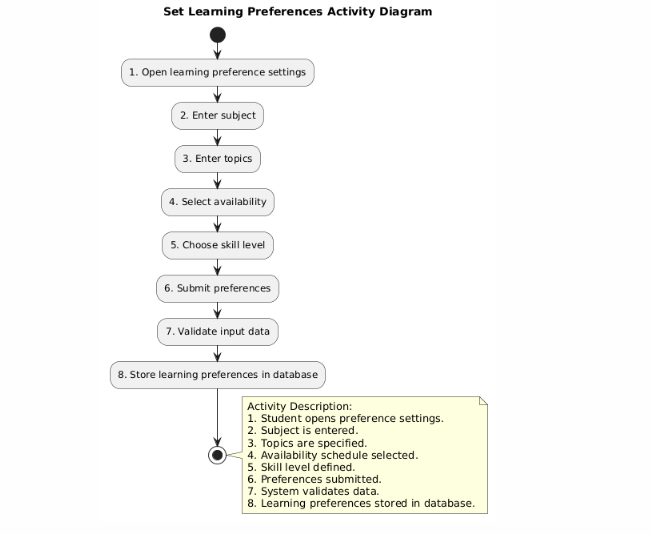 Set Learning Preferences Activity Diagram
1. Open learning preference settings
2. Enter subject
3. Enter topics
4. Select availability
5. Choose skill level
6. Submit preferences
7. Validate input data
8. Store learning preferences in database
Activity Description:
1. Student opens preference settings.
2. Subject is entered.
3. Topics are specified.
4. Availability schedule selected.
5. Skill level defined.
6. Preferences submitted.
7. System validates data.
8. Learning preferences stored in database.